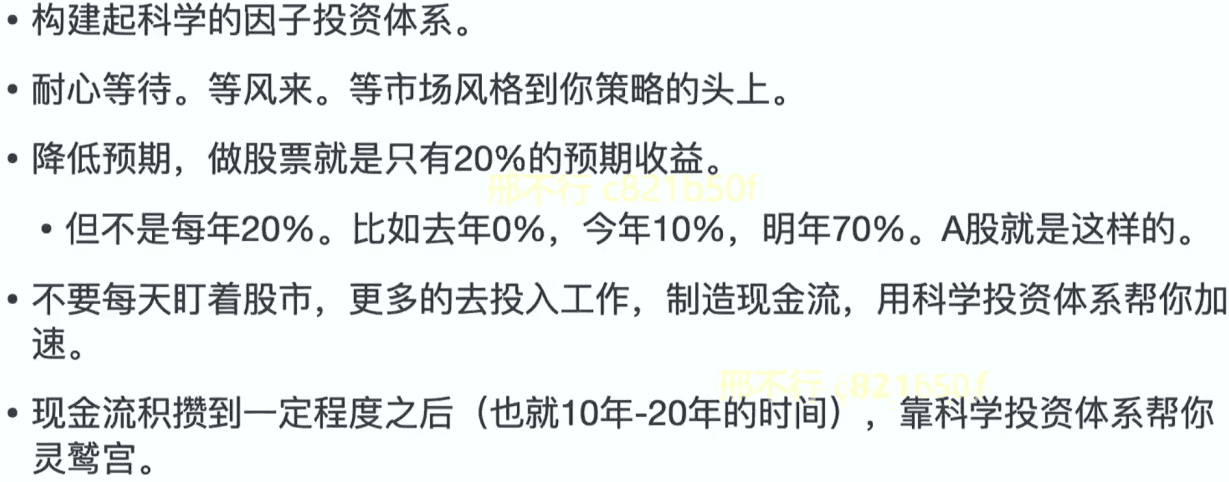 • 构建起科学的因子投资体系。
• 耐心等待。等风来。等市场风格到你策略的头上。
• 降低预期，做股票就是只有20%的预期收益。
邢不行 c821b50f
• 但不是每年20%。比如去年0%，今年10%，明年70%。A股就是这样的。
• 不要每天盯着股市，更多的去投入工作，制造现金流，用科学投资体系帮你加
速。
邢不行 c821b50f
• 现金流积攒到一定程度之后（也就10年-20年的时间），靠科学投资体系帮你
灵鹫宫。